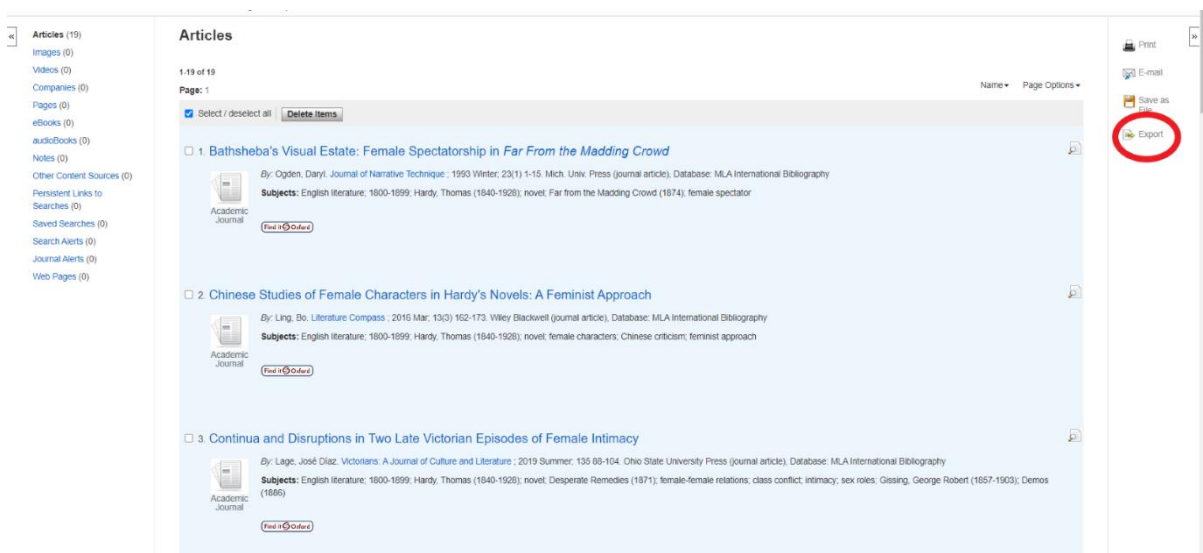 «
Articles (19)
Images (0)
Videos (0)
Companies (0)
Pages (0)
eBooks (0)
audioBooks (0)
Notes (0)
Other Content Sources (0)
Persistent Links to
Searches (0)
Saved Searches (0)
Search Alerts (0)
Journal Alerts (0)
Web Pages (0)
Articles
1-19 of 19
Page: 1
Name Page Options
Select / deselect all Delete Items
1. Bathsheba's Visual Estate: Female Spectatorship in Far From the Madding Crowd
By: Ogden, Daryl. Journal of Narrative Technique ; 1993 Winter; 23(1) 1-15. Mich. Univ. Press (journal article), Database: MLA International Bibliography
Subjects: English literature; 1800-1899; Hardy, Thomas (1840-1928); novel; Far from the Madding Crowd (1874); female spectator
Academic
Journal
Find it @ Oxford
2. Chinese Studies of Female Characters in Hardy's Novels: A Feminist Approach
By: Ling, Bo. Literature Compass ; 2016 Mar; 13(3) 162-173. Wiley Blackwell (journal article), Database: MLA International Bibliography
Subjects: English literature; 1800-1899; Hardy, Thomas (1840-1928); novel; female characters; Chinese criticism; feminist approach
Academic
Journal
Find it @ Oxford
3. Continua and Disruptions in Two Late Victorian Episodes of Female Intimacy
By: Lage, José Díaz. Victorians: A Journal of Culture and Literature ; 2019 Summer; 135 88-104. Ohio State University Press (journal article), Database: MLA International Bibliography
Subjects: English literature; 1800-1899; Hardy, Thomas (1840-1928); novel; Desperate Remedies (1871); female-female relations; class conflict; intimacy; sex roles; Gissing, George Robert (1857-1903); Demos
(1886)
Academic
Journal
Find it @ Oxford
»
Print
E-mail
Save as
File
Export